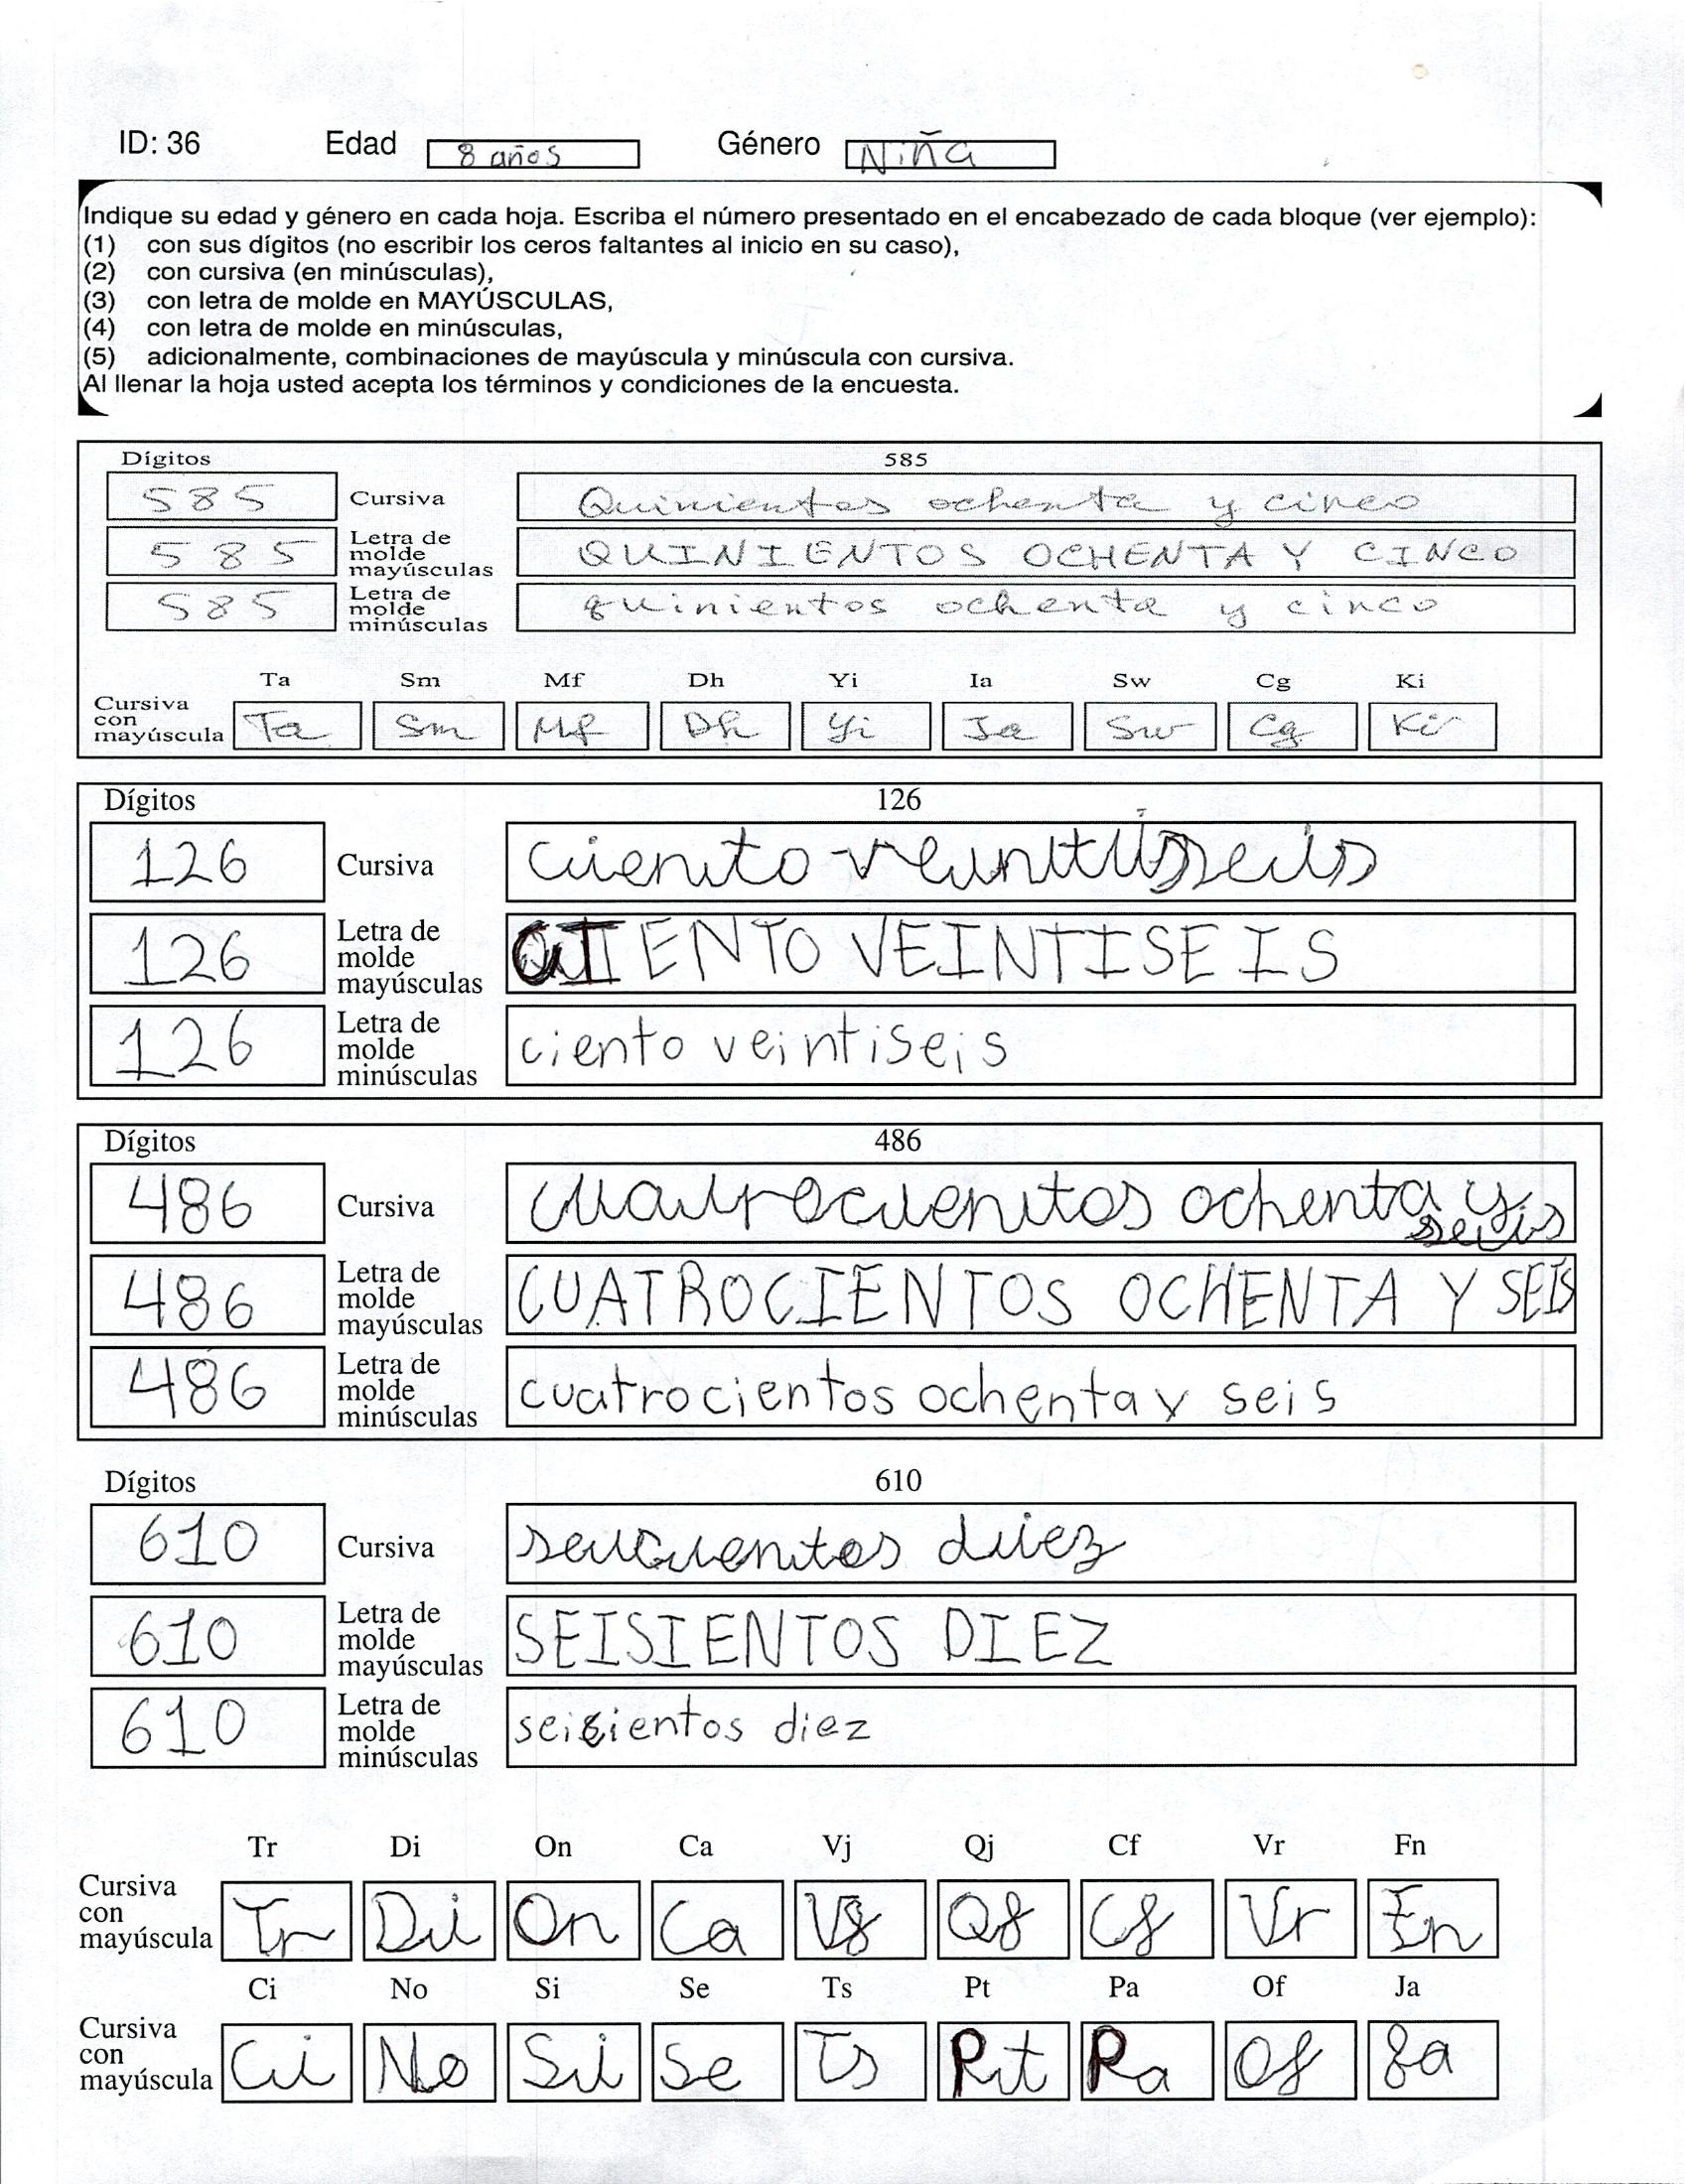 ID: 36 Edad 8 años Género Niña
Indique su edad y género en cada hoja. Escriba el número presentado en el encabezado de cada bloque (ver ejemplo):
(1) con sus dígitos (no escribir los ceros faltantes al inicio en su caso),
(2) con cursiva (en minúsculas),
(3) con letra de molde en MAYÚSCULAS,
(4) con letra de molde en minúsculas,
(5) adicionalmente, combinaciones de mayúscula y minúscula con cursiva.
Al llenar la hoja usted acepta los términos y condiciones de la encuesta.
Dígitos 585
585 Cursiva Quinientos ochenta y cinco
585 Letra de molde mayúsculas QUINIENTOS OCHENTA Y CINCO
585 Letra de molde minúsculas quinientos ochenta y cinco
Ta Sm Mf Dh Yi Ia Sw Cg Ki
Cursiva con mayúscula Ta Sm Mf Dh Yi Ia Sw Cg Ki
Dígitos 126
126 Cursiva ciento veintiseis
126 Letra de molde mayúsculas CIENTO VEINTISEIS
126 Letra de molde minúsculas ciento veintiseis
Dígitos 486
486 Cursiva cuatrocientos ochenta y seis
486 Letra de molde mayúsculas CUATROCIENTOS OCHENTA Y SEIS
486 Letra de molde minúsculas cuatrocientos ochenta y seis
Dígitos 610
610 Cursiva seicientos diez
610 Letra de molde mayúsculas SEISIENTOS DIEZ
610 Letra de molde minúsculas seicientos diez
Tr Di On Ca Vj Qj Cf Vr Fn
Cursiva con mayúscula Tr Di On Ca Vj Qj Cf Vr Fn
Ci No Si Se Ts Pt Pa Of Ja
Cursiva con mayúscula Ci No Si Se Ts Pt Pa Of Ja